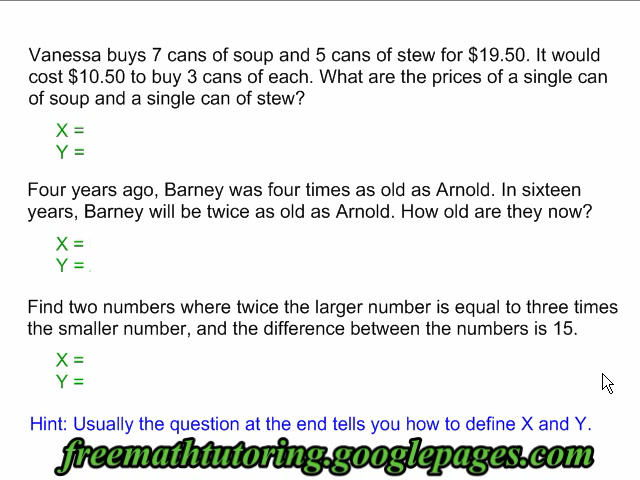 Vanessa buys 7 cans of soup and 5 cans of stew for $19.50. It would
cost $10.50 to buy 3 cans of each. What are the prices of a single can
of soup and a single can of stew?
X =
Y =
Four years ago, Barney was four times as old as Arnold. In sixteen
years, Barney will be twice as old as Arnold. How old are they now?
X =
Y =
Find two numbers where twice the larger number is equal to three times
the smaller number, and the difference between the numbers is 15.
X =
Y =
Hint: Usually the question at the end tells you how to define X and Y.
freemathtutoring.googlepages.com